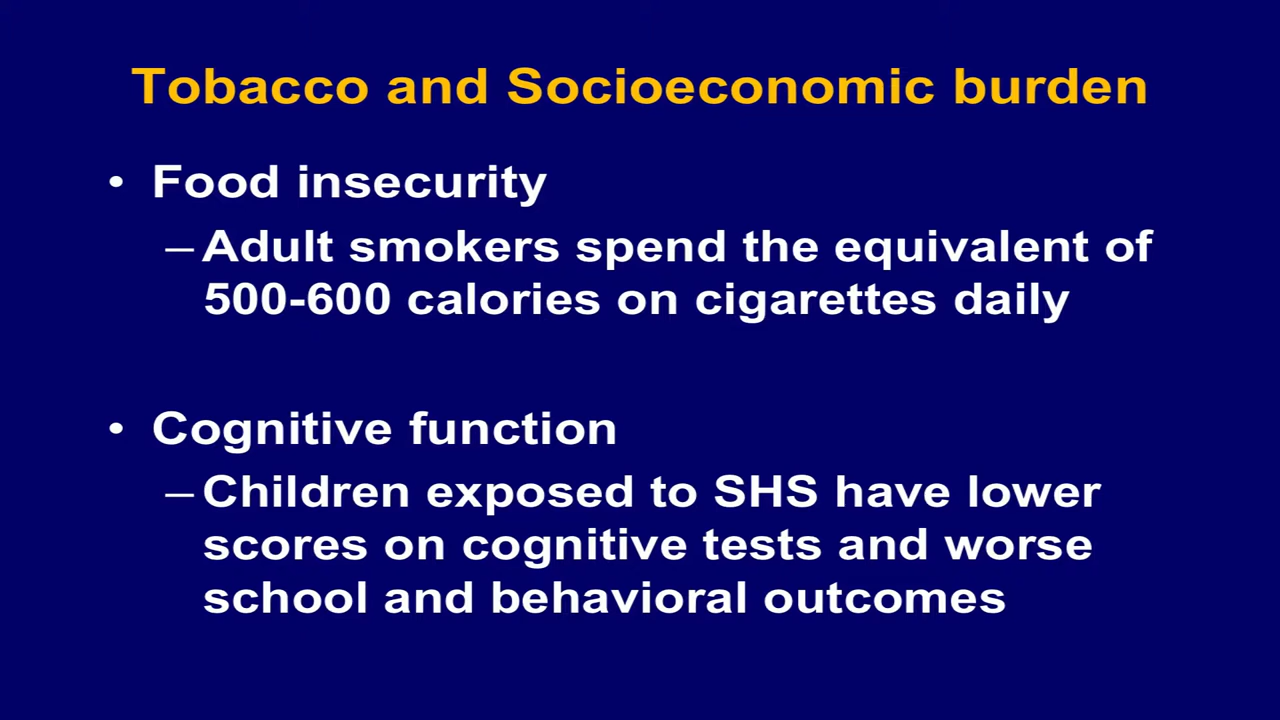 Tobacco and Socioeconomic burden
• Food insecurity
– Adult smokers spend the equivalent of
500-600 calories on cigarettes daily
• Cognitive function
– Children exposed to SHS have lower
scores on cognitive tests and worse
school and behavioral outcomes